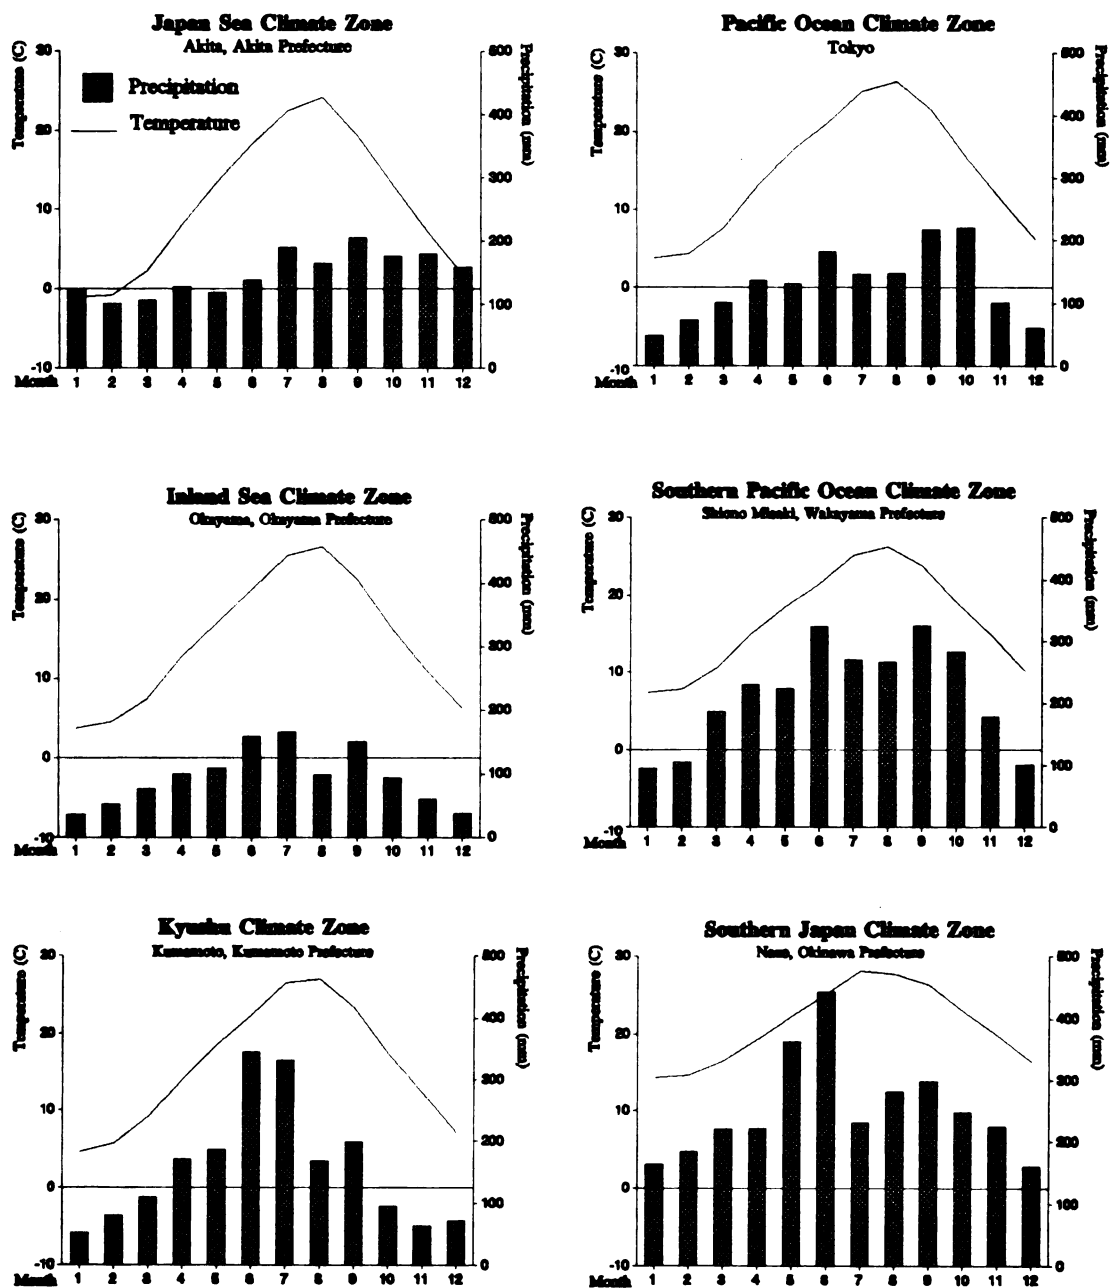 Japan Sea Climate Zone
Akita, Akita Prefecture
Temperature (C)
Precipitation (mm)
30
20
10
0
-10
500
400
300
200
100
0
Precipitation
Temperature
Month 1 2 3 4 5 6 7 8 9 10 11 12
Pacific Ocean Climate Zone
Tokyo
Temperature (C)
Precipitation (mm)
30
20
10
0
-10
500
400
300
200
100
0
Month 1 2 3 4 5 6 7 8 9 10 11 12
Inland Sea Climate Zone
Okayama, Okayama Prefecture
Temperature (C)
Precipitation (mm)
30
20
10
0
-10
500
400
300
200
100
0
Month 1 2 3 4 5 6 7 8 9 10 11 12
Southern Pacific Ocean Climate Zone
Shiono Misaki, Wakayama Prefecture
Temperature (C)
Precipitation (mm)
30
20
10
0
-10
500
400
300
200
100
0
Month 1 2 3 4 5 6 7 8 9 10 11 12
Kyushu Climate Zone
Kumamoto, Kumamoto Prefecture
Temperature (C)
Precipitation (mm)
30
20
10
0
-10
500
400
300
200
100
0
Month 1 2 3 4 5 6 7 8 9 10 11 12
Southern Japan Climate Zone
Okinawa Prefecture
Temperature (C)
Precipitation (mm)
30
20
10
0
-10
500
400
300
200
100
0
Month 1 2 3 4 5 6 7 8 9 10 11 12